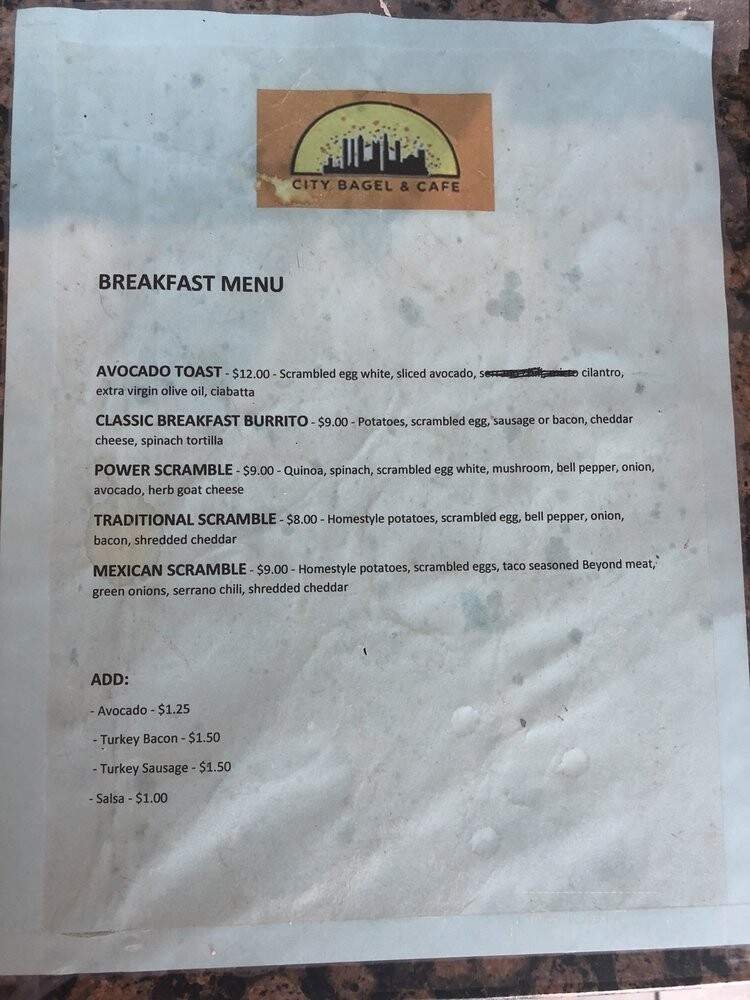 CITY BAGEL & CAFE
BREAKFAST MENU
AVOCADO TOAST - $12.00 - Scrambled egg white, sliced avocado, cilantro,
extra virgin olive oil, ciabatta
CLASSIC BREAKFAST BURRITO - $9.00 - Potatoes, scrambled egg, sausage or bacon, cheddar
cheese, spinach tortilla
POWER SCRAMBLE - $9.00 - Quinoa, spinach, scrambled egg white, mushroom, bell pepper, onion,
avocado, herb goat cheese
TRADITIONAL SCRAMBLE - $8.00 - Homestyle potatoes, scrambled egg, bell pepper, onion,
bacon, shredded cheddar
MEXICAN SCRAMBLE - $9.00 - Homestyle potatoes, scrambled eggs, taco seasoned Beyond meat,
green onions, serrano chili, shredded cheddar
ADD:
- Avocado - $1.25
- Turkey Bacon - $1.50
- Turkey Sausage - $1.50
- Salsa - $1.00